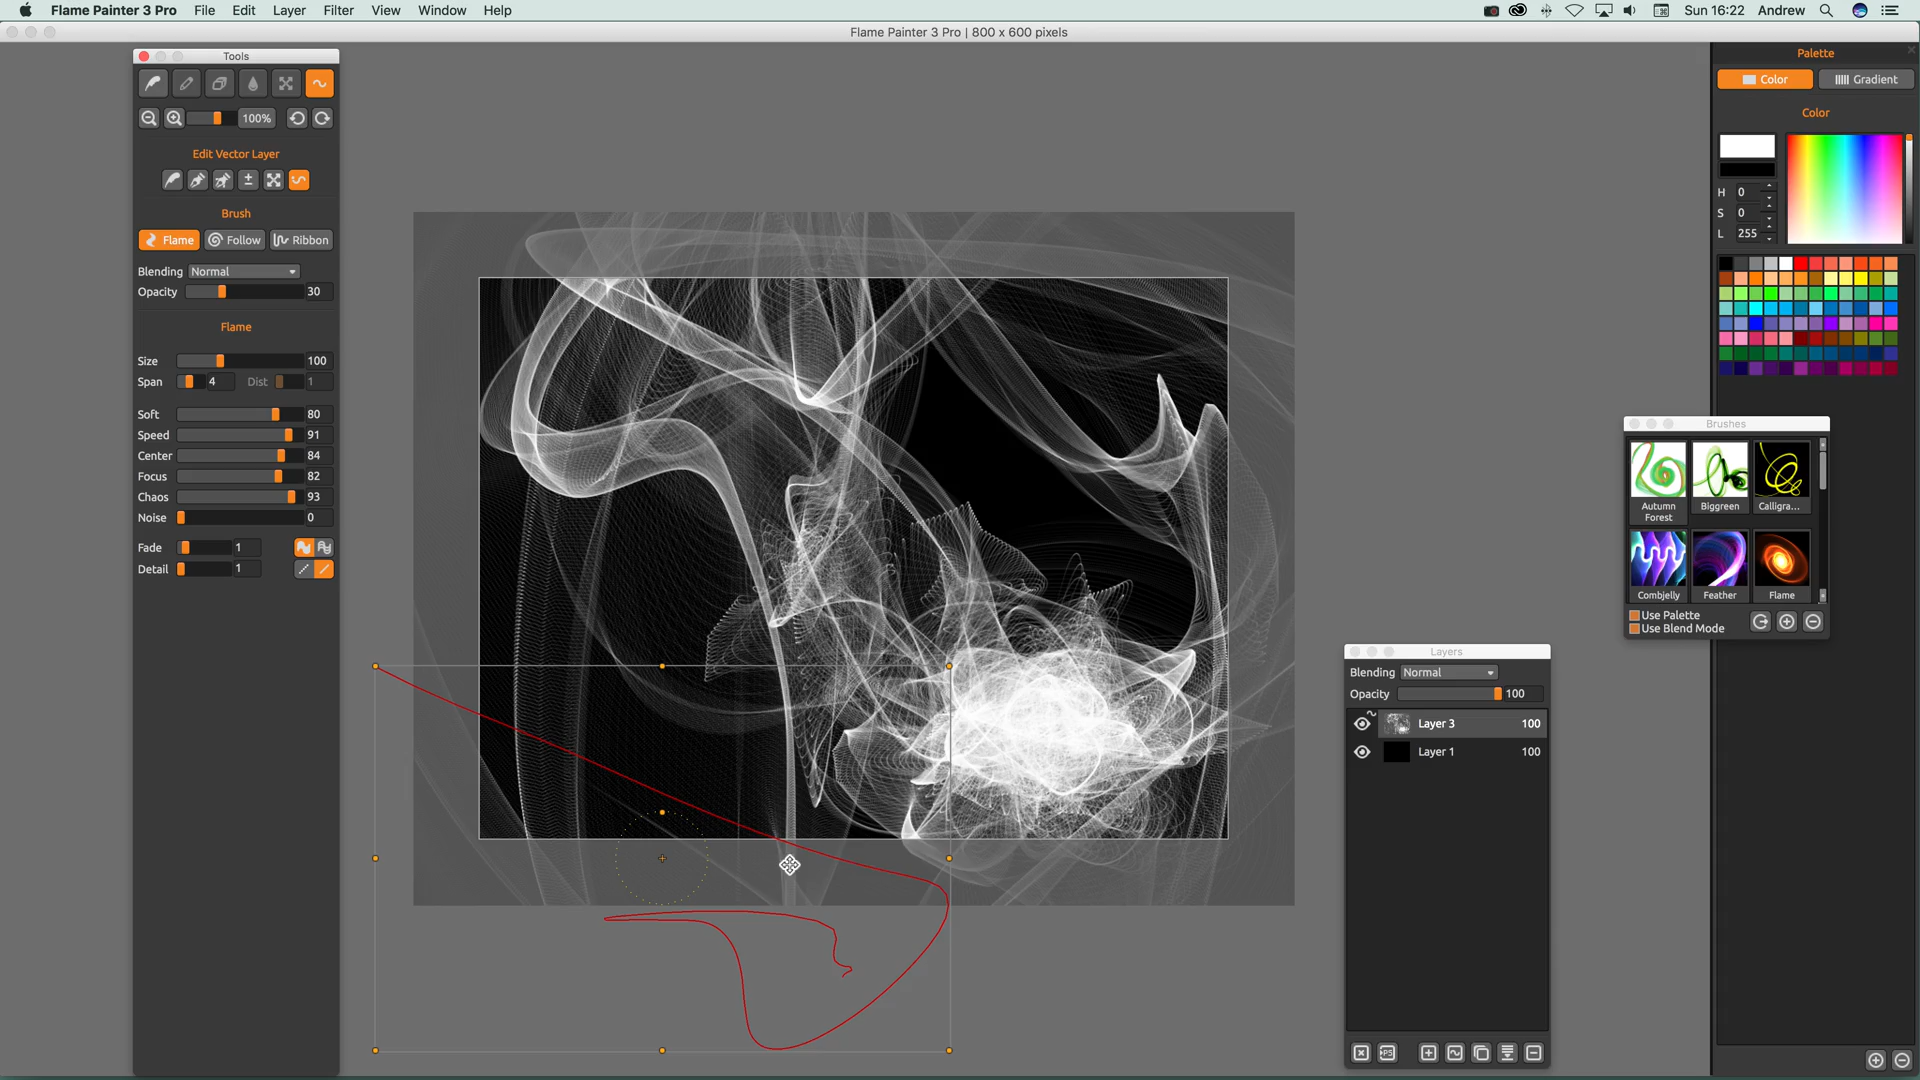 Flame Painter 3 Pro File Edit Layer Filter View Window Help Sun 16:22 Andrew
Flame Painter 3 Pro | 800 x 600 pixels
Tools
100%
Edit Vector Layer
Brush
Flame Follow Ribbon
Blending Normal
Opacity 30
Flame
Size 100
Span 4 Dist 1
Soft 80
Speed 91
Center 84
Focus 82
Chaos 93
Noise 0
Fade 1
Detail 1
Palette
Color Gradient
Color
H 0
S 0
L 255
Brushes
Autumn Forest Biggreen Calligra...
Combjelly Feather Flame
Use Palette
Use Blend Mode
Layers
Blending Normal
Opacity 100
Layer 3 100
Layer 1 100
PS